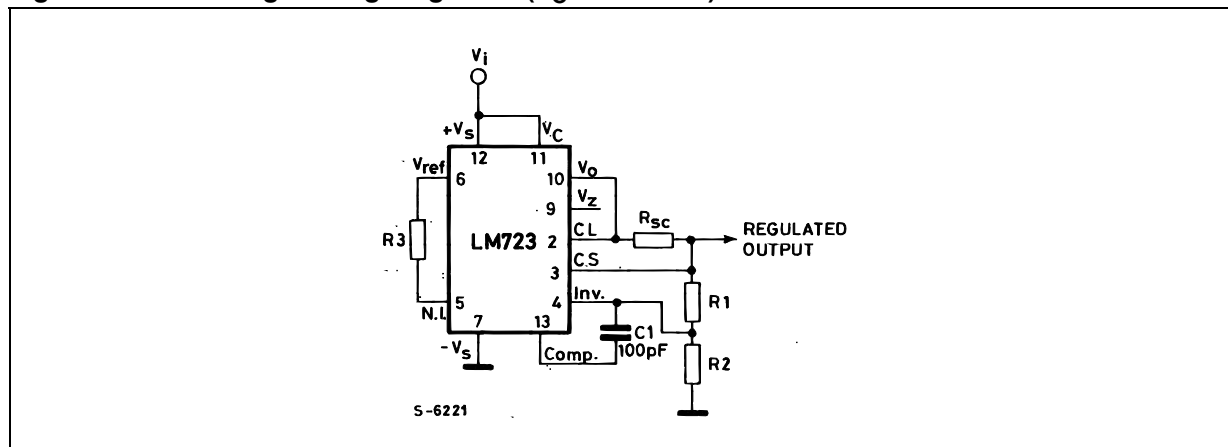 Vi
+Vs
VC
12
11
Vref
6
10
Vo
9
Vz
R3
LM723
2
CL
Rsc
REGULATED
OUTPUT
3
CS
N.I.
5
4
Inv.
R1
7
13
C1
100pF
-Vs
Comp.
R2
S-6221